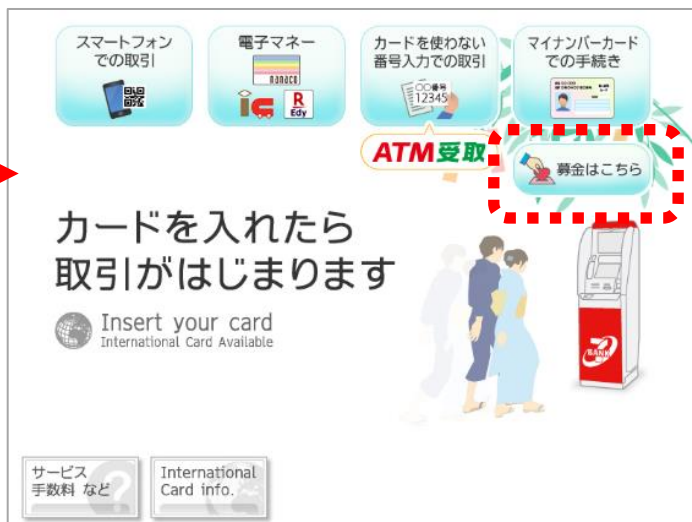 スマートフォン
での取引
電子マネー
nanaco
R
Edy
カードを使わない
番号入力での取引
○○番号
12345
マイナンバーカード
での手続き
ATM受取
募金はこちら
カードを入れたら
取引がはじまります
Insert your card
International Card Available
BANK
サービス
手数料 など
International
Card info.